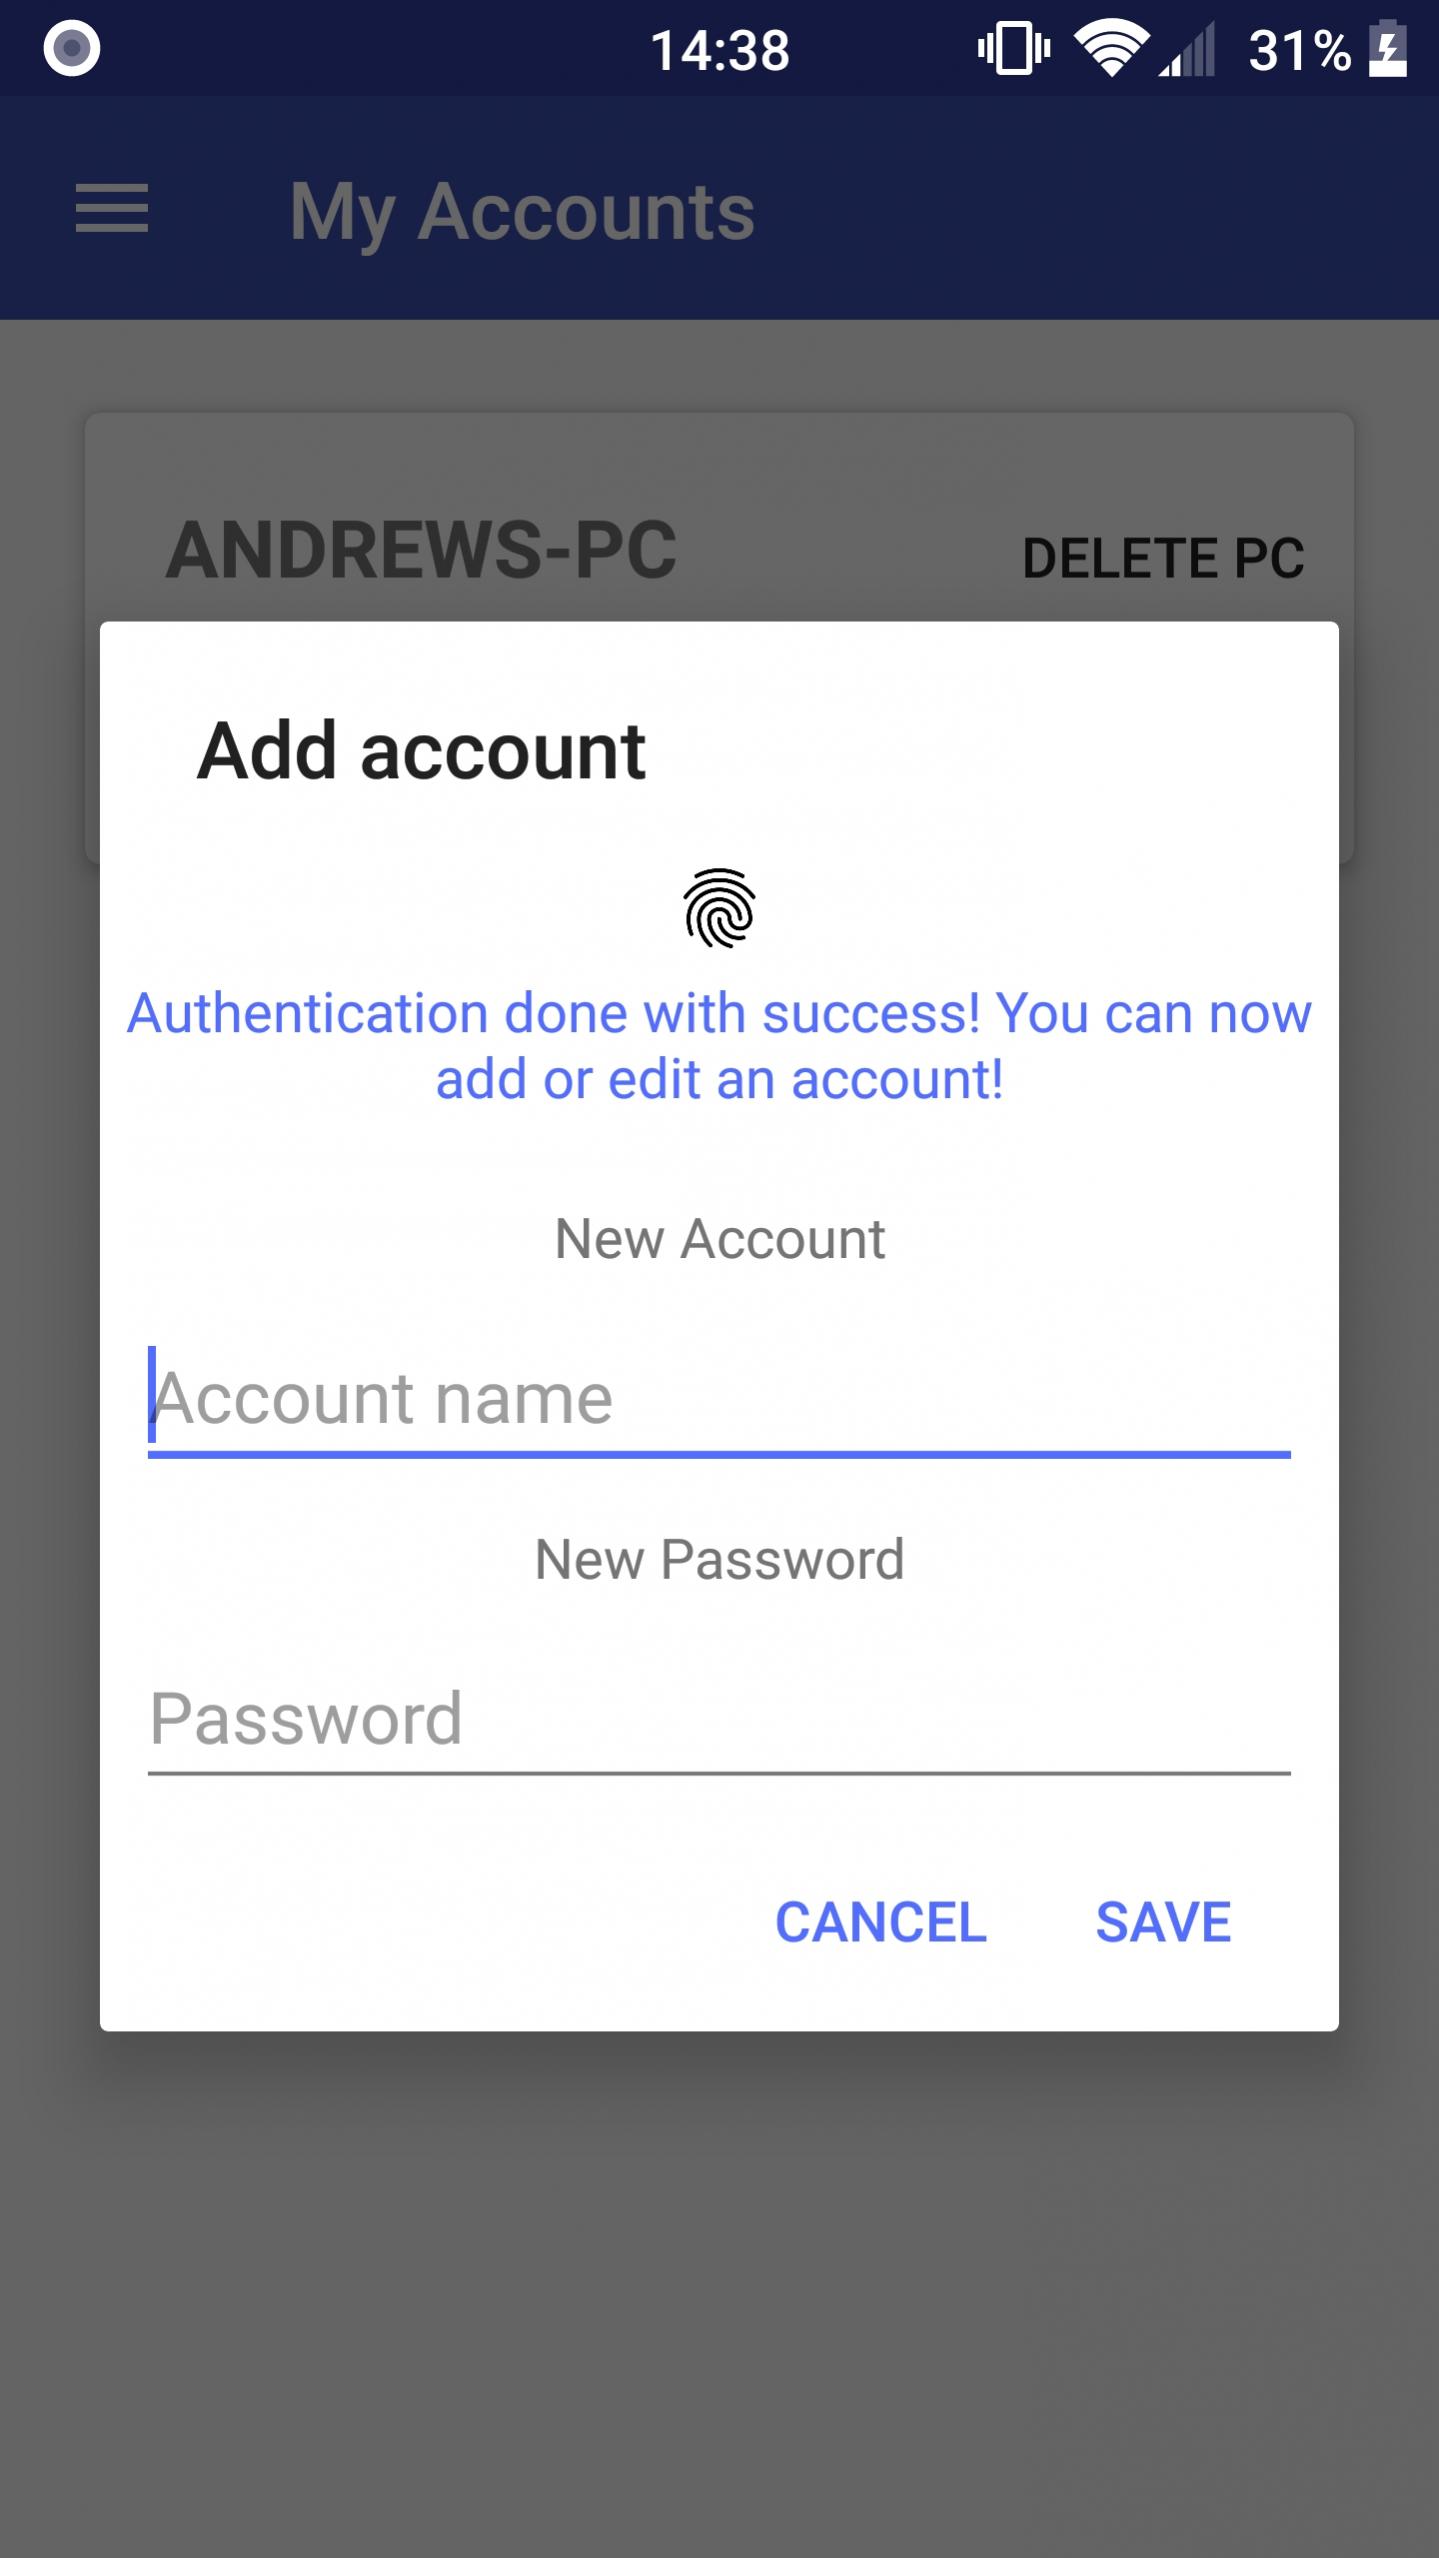 14:38
31%
My Accounts
ANDREWS-PC
DELETE PC
Add account
Authentication done with success! You can now
add or edit an account!
New Account
Account name
New Password
Password
CANCEL
SAVE